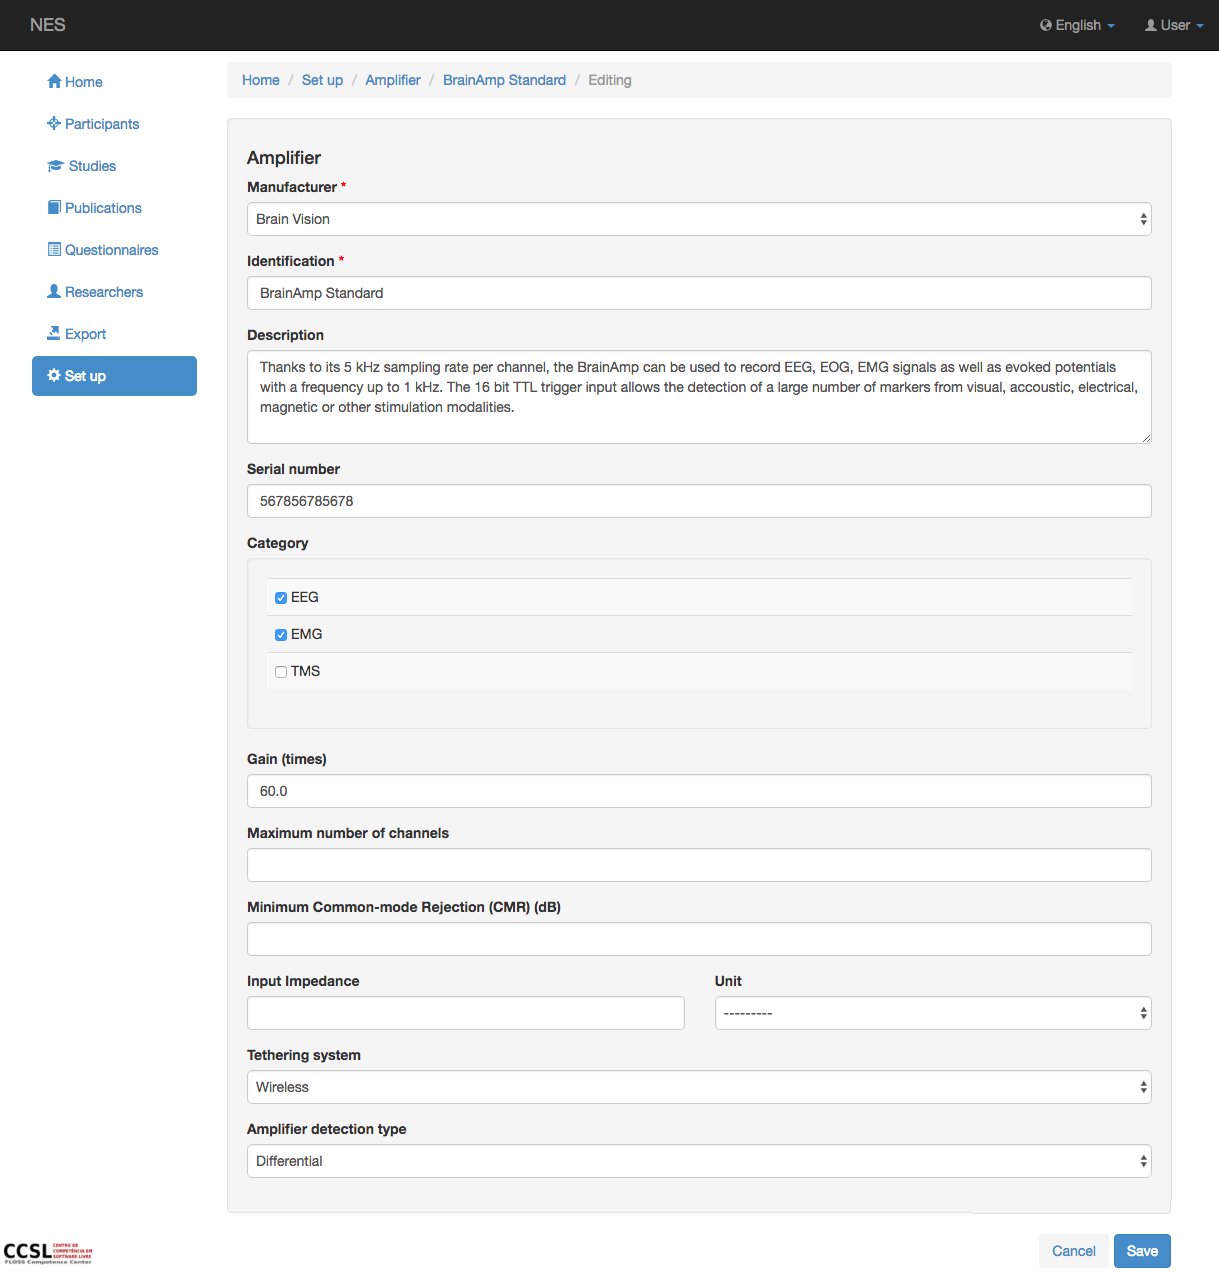 NES
English
User
Home
Participants
Studies
Publications
Questionnaires
Researchers
Export
Set up
Home / Set up / Amplifier / BrainAmp Standard / Editing
Amplifier
Manufacturer *
Brain Vision
Identification *
BrainAmp Standard
Description
Thanks to its 5 kHz sampling rate per channel, the BrainAmp can be used to record EEG, EOG, EMG signals as well as evoked potentials
with a frequency up to 1 kHz. The 16 bit TTL trigger input allows the detection of a large number of markers from visual, accoustic, electrical,
magnetic or other stimulation modalities.
Serial number
567856785678
Category
EEG
EMG
TMS
Gain (times)
60.0
Maximum number of channels
Minimum Common-mode Rejection (CMR) (dB)
Input Impedance
Unit
---------
Tethering system
Wireless
Amplifier detection type
Differential
CCSL
CENTRO DE
COMPETÊNCIA EM
SOFTWARE LIVRE
FLOSS Competence Center
Cancel
Save